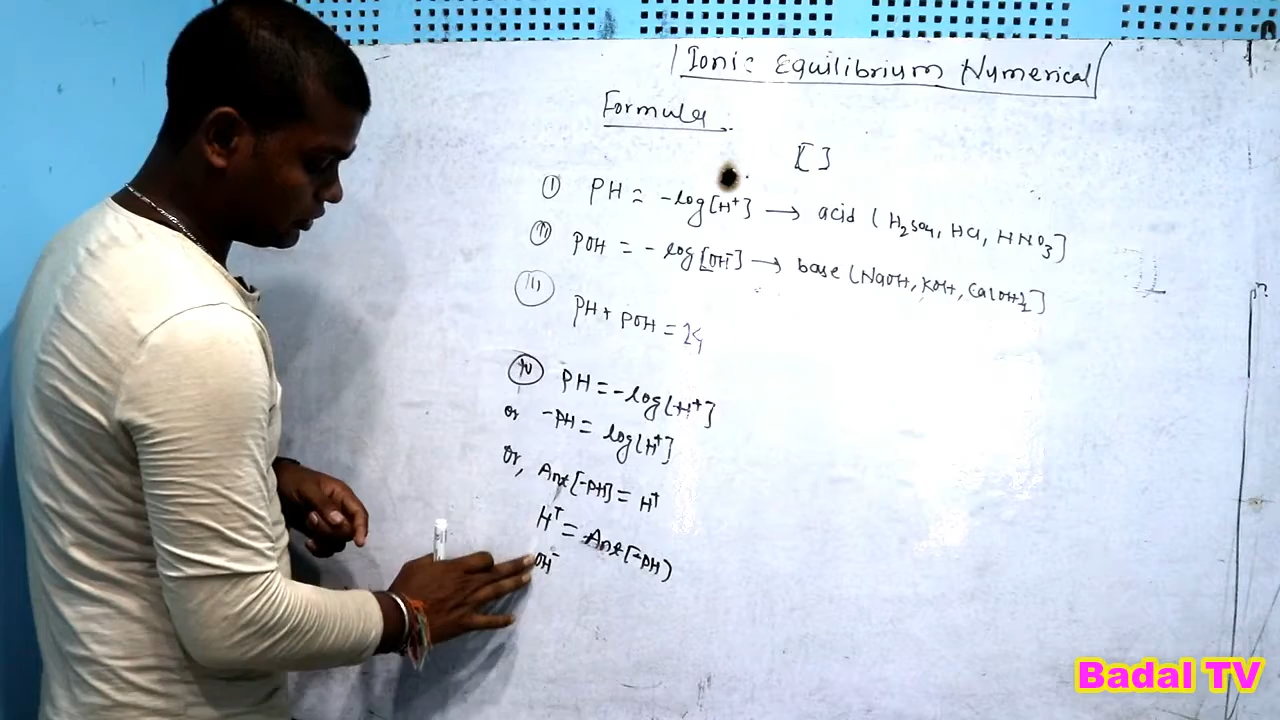 Ionic Equilibrium Numerical
Formula
[ ]
(I) PH = -log[H⁺] → acid (H₂SO₄, HCl, HNO₃]
(II) POH = -log[OH⁻] → base (NaOH, KOH, Ca(OH)₂]
(III)
PH + POH = 14
(IV) PH = -log[H⁺]
or -PH = log[H⁺]
or, Ant[-PH] = H⁺
H⁺ = Ant[-PH)
OH⁻
Badal TV